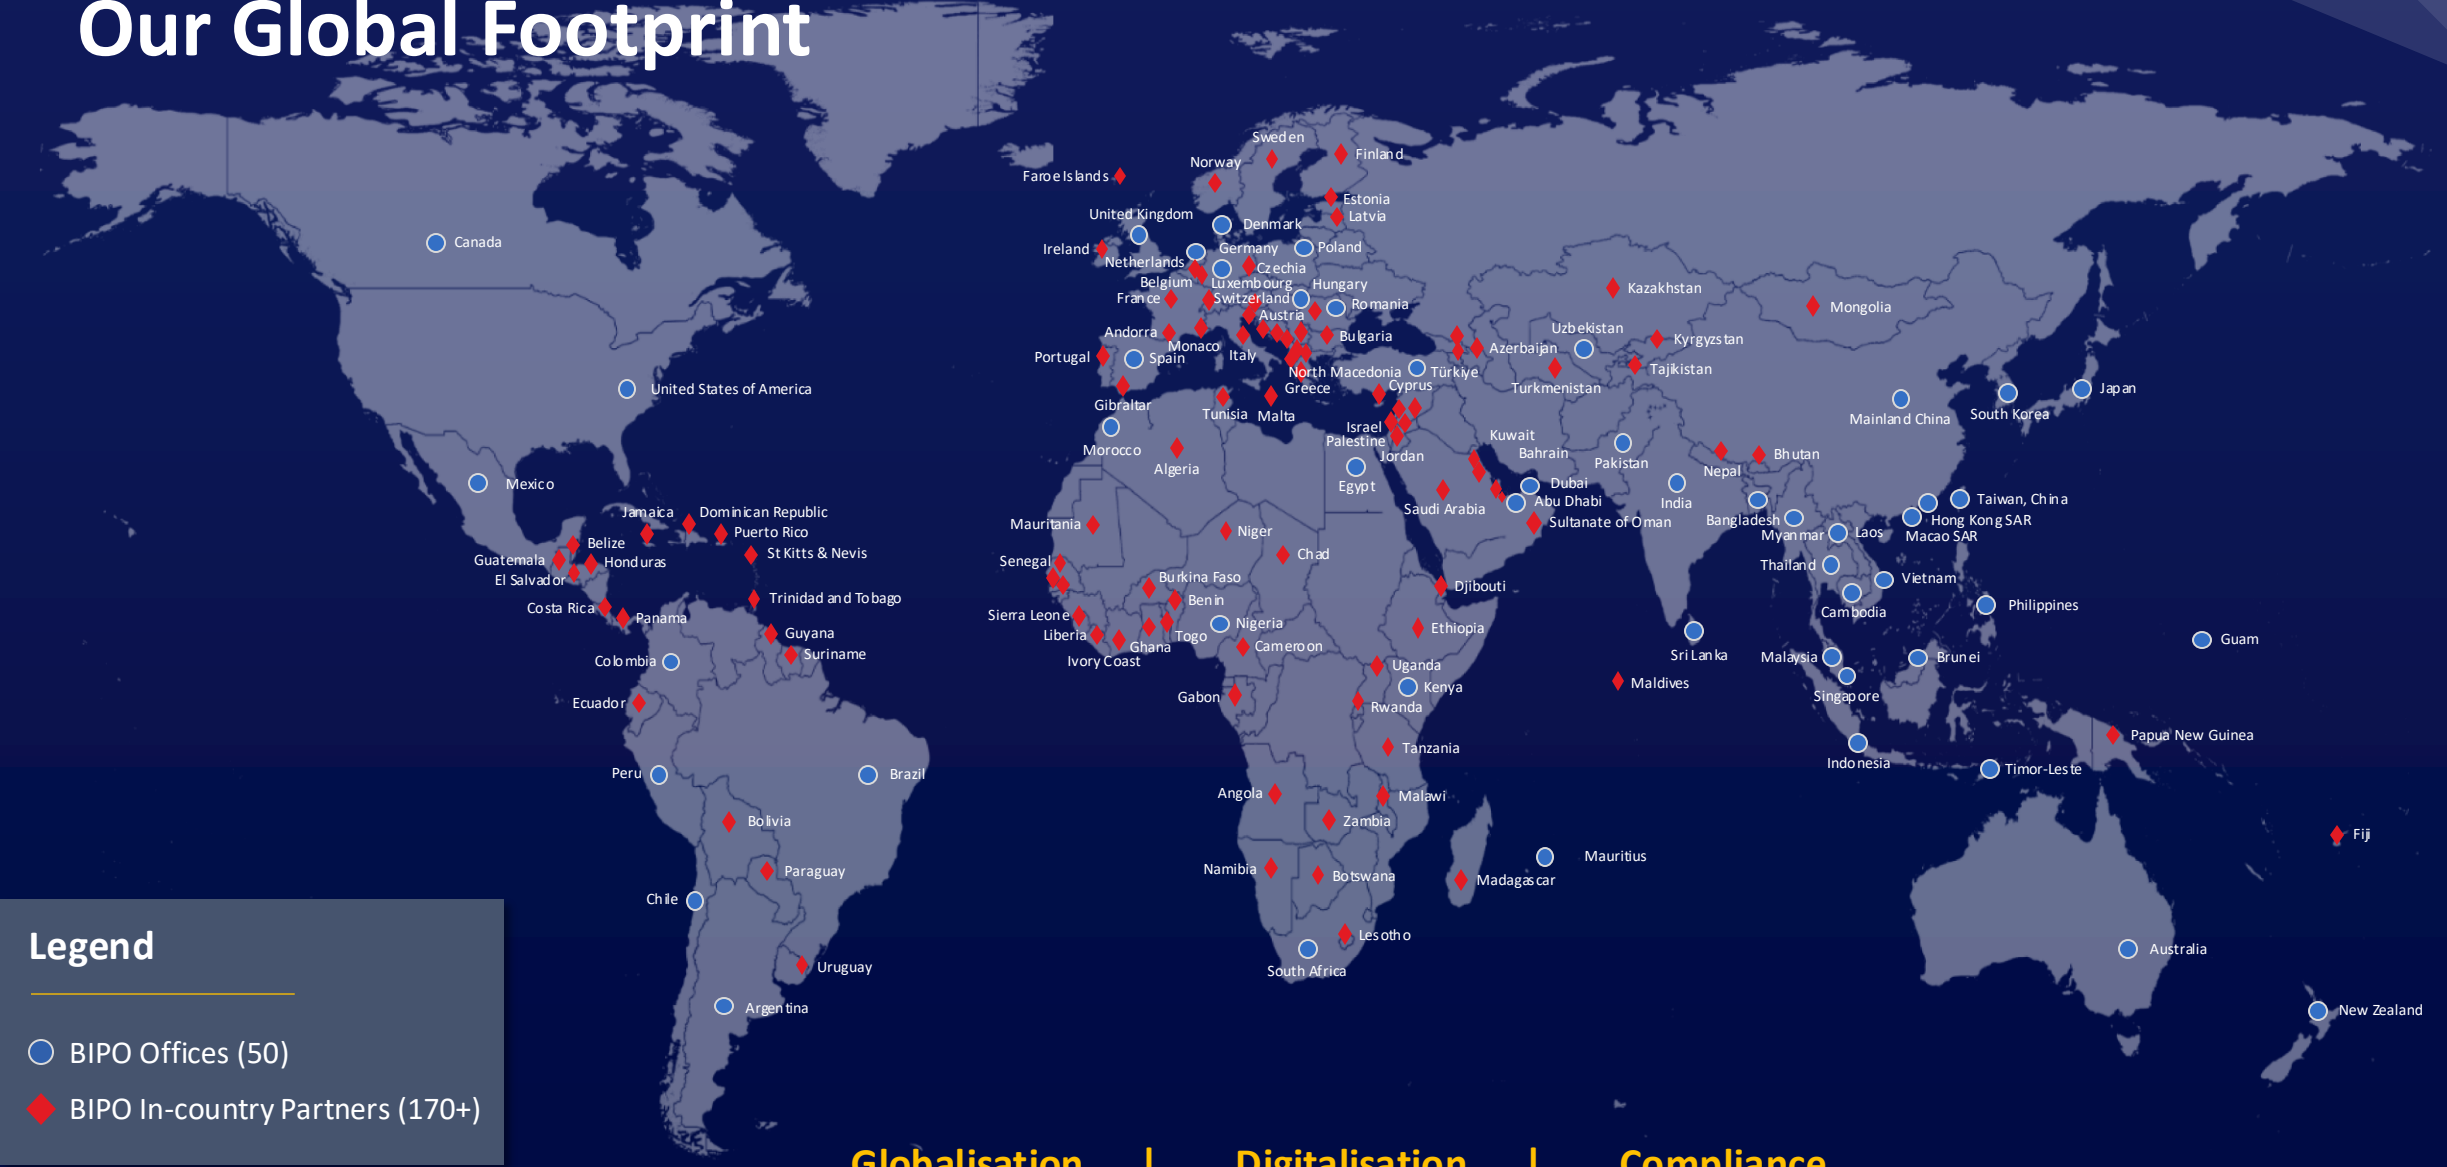 Our Global Footprint
Sweden
Finland
Norway
Faroe Islands
Estonia
United Kingdom
Latvia
Denmark
Canada
Ireland
Germany
Poland
Netherlands
Czechia
Belgium
Luxembourg
Hungary
Kazakhstan
France
Switzerland
Romania
Mongolia
Austria
Uzbekistan
Andorra
Bulgaria
Kyrgyzstan
Monaco
Azerbaijan
Portugal
Spain
Italy
North Macedonia
Türkiye
Tajikistan
United States of America
Greece
Cyprus
Turkmenistan
Japan
Gibraltar
Tunisia
Malta
Mainland China
South Korea
Israel
Kuwait
Palestine
Morocco
Jordan
Bahrain
Bhutan
Algeria
Pakistan
Nepal
Mexico
Egypt
Dubai
India
Taiwan, China
Saudi Arabia
Abu Dhabi
Jamaica
Dominican Republic
Mauritania
Sultanate of Oman
Bangladesh
Hong Kong SAR
Puerto Rico
Niger
Myanmar
Laos
Macao SAR
Belize
St Kitts & Nevis
Chad
Guatemala
Honduras
Senegal
Thailand
El Salvador
Burkina Faso
Djibouti
Vietnam
Costa Rica
Trinidad and Tobago
Benin
Cambodia
Philippines
Panama
Sierra Leone
Nigeria
Ethiopia
Guyana
Liberia
Togo
Guam
Suriname
Ghana
Cameroon
Colombia
Ivory Coast
Uganda
Sri Lanka
Malaysia
Brunei
Kenya
Maldives
Gabon
Singapore
Ecuador
Rwanda
Papua New Guinea
Tanzania
Indonesia
Timor-Leste
Peru
Brazil
Angola
Malawi
Bolivia
Zambia
Fiji
Mauritius
Paraguay
Namibia
Botswana
Madagascar
Chile
Lesotho
South Africa
Australia
Uruguay
Argentina
New Zealand
Legend
BIPO Offices (50)
BIPO In-country Partners (170+)
Globalisation | Digitalisation | Compliance